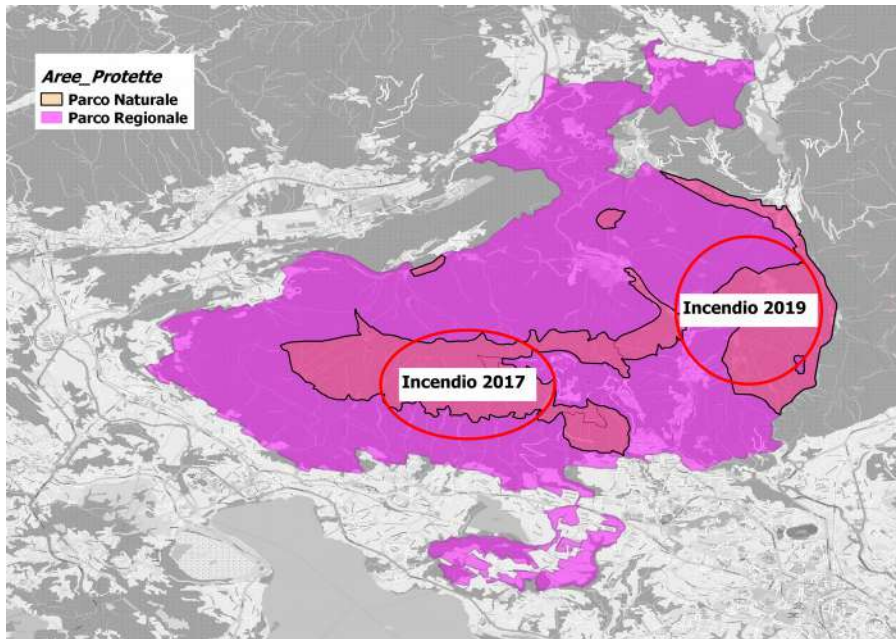 Aree_Protette
Parco Naturale
Parco Regionale
Incendio 2019
Incendio 2017